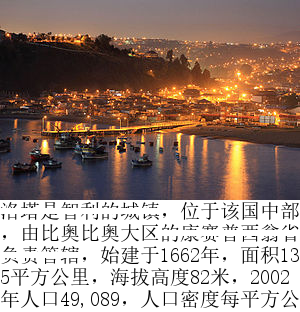 洛塔是智利的城镇，位于该国中部
，由比奥比奥大区的康赛普西翁省
负责管辖，始建于1662年，面积13
5平方公里，海拔高度82米，2002
年人口49,089，人口密度每平方公